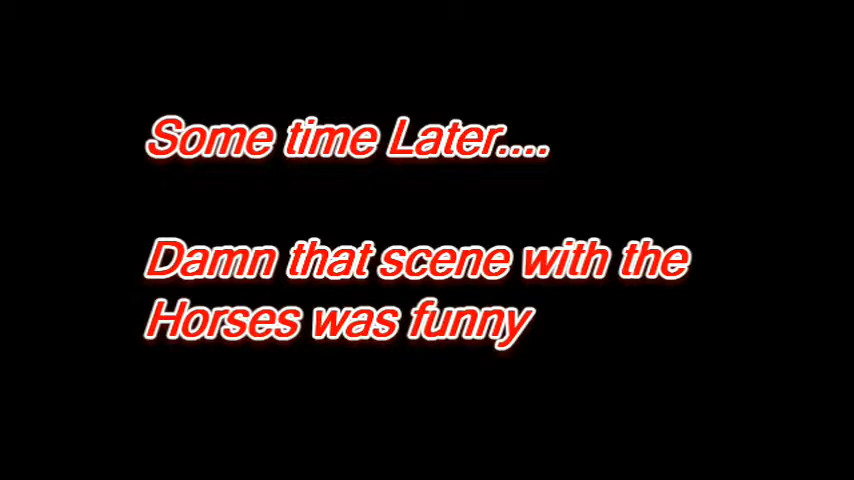 Some time Later....
Damn that scene with the
Horses was funny